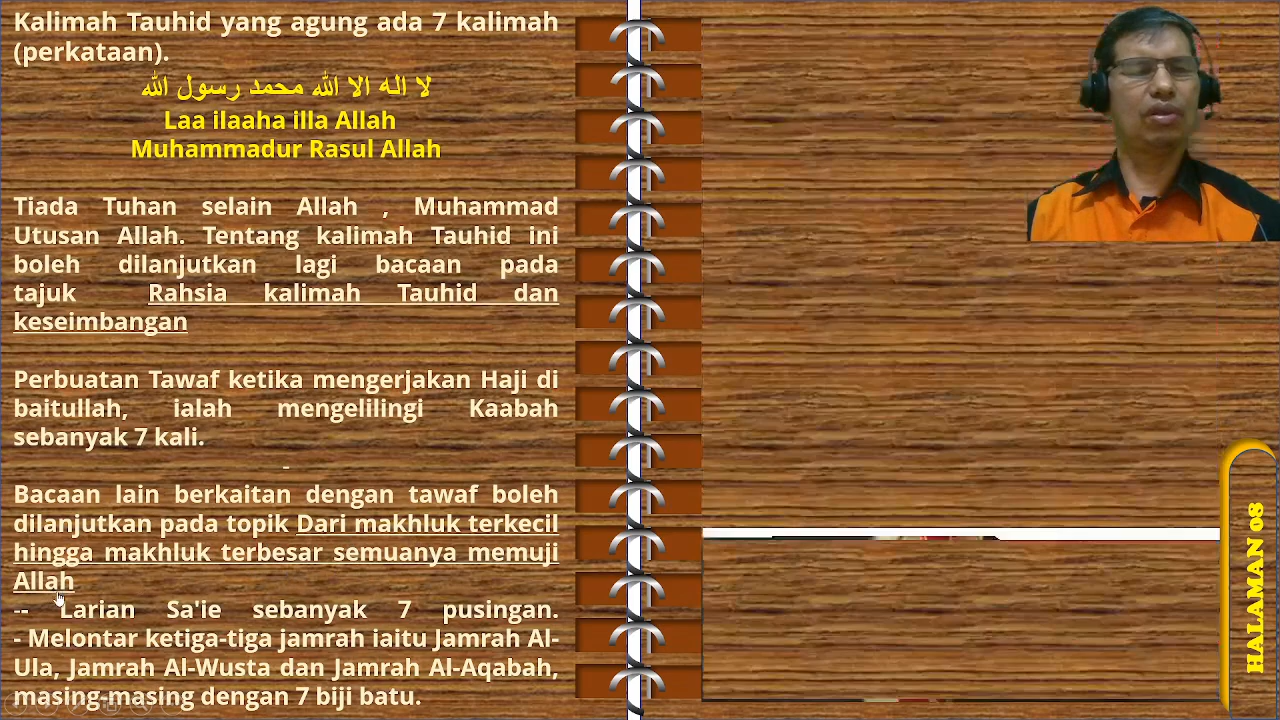 Kalimah Tauhid yang agung ada 7 kalimah
(perkataan).
لا اله الا الله محمد رسول الله
Laa ilaaha illa Allah
Muhammadur Rasul Allah
Tiada Tuhan selain Allah , Muhammad
Utusan Allah. Tentang kalimah Tauhid ini
boleh dilanjutkan lagi bacaan pada
tajuk Rahsia kalimah Tauhid dan
keseimbangan
Perbuatan Tawaf ketika mengerjakan Haji di
baitullah, ialah mengelilingi Kaabah
sebanyak 7 kali.
-
Bacaan lain berkaitan dengan tawaf boleh
dilanjutkan pada topik Dari makhluk terkecil
hingga makhluk terbesar semuanya memuji
Allah
-- Larian Sa'ie sebanyak 7 pusingan.
- Melontar ketiga-tiga jamrah iaitu Jamrah Al-
Ula, Jamrah Al-Wusta dan Jamrah Al-Aqabah,
masing-masing dengan 7 biji batu.
HALAMAN 08